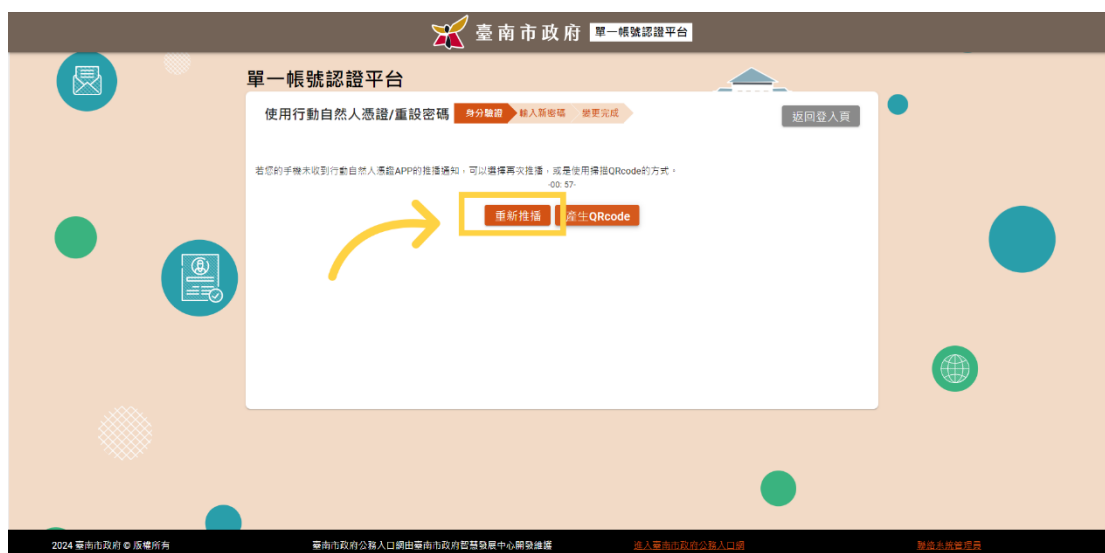 臺南市政府 單一帳號認證平台
單一帳號認證平台
使用行動自然人憑證/重設密碼 身分驗證 輸入新密碼 變更完成 返回登入頁
若您的手機未收到行動自然人憑證APP的推播通知,可以選擇再次推播,或是使用掃描QRcode的方式。
-00: 57-
重新推播 產生QRcode
2024 臺南市政府 © 版權所有 臺南市政府公務入口網由臺南市政府智慧發展中心開發維護 進入臺南市政府公務入口網 聯絡系統管理員